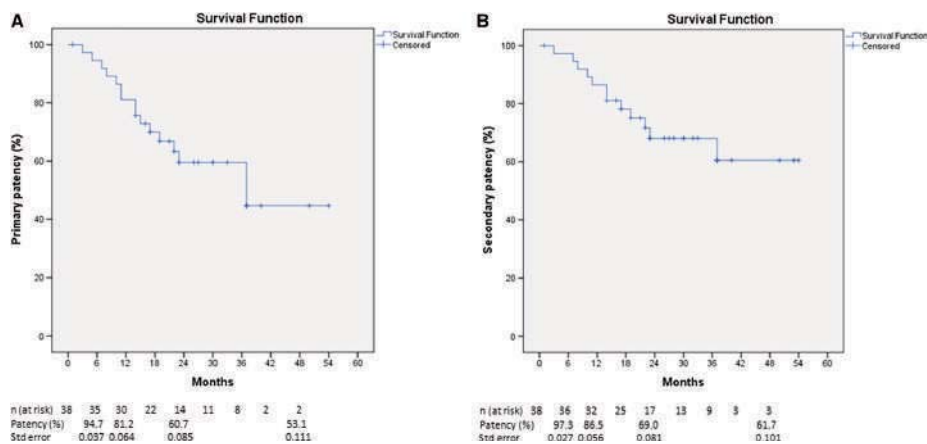 A
Survival Function
Survival Function
Censored
Primary patency (%)
100
80
60
40
20
0
0 6 12 18 24 30 36 42 48 54 60
Months
n (at risk) 38 35 30 22 14 11 8 2 2
Patency (%) 94.7 81.2 60.7 53.1
Std error 0.037 0.064 0.085 0.111
B
Survival Function
Survival Function
Censored
Secondary patency (%)
100
80
60
40
20
0
0 6 12 18 24 30 36 42 48 54 60
Months
n (at risk) 38 36 32 25 17 13 9 3 3
Patency (%) 97.3 86.5 69.0 61.7
Std error 0.027 0.056 0.081 0.101